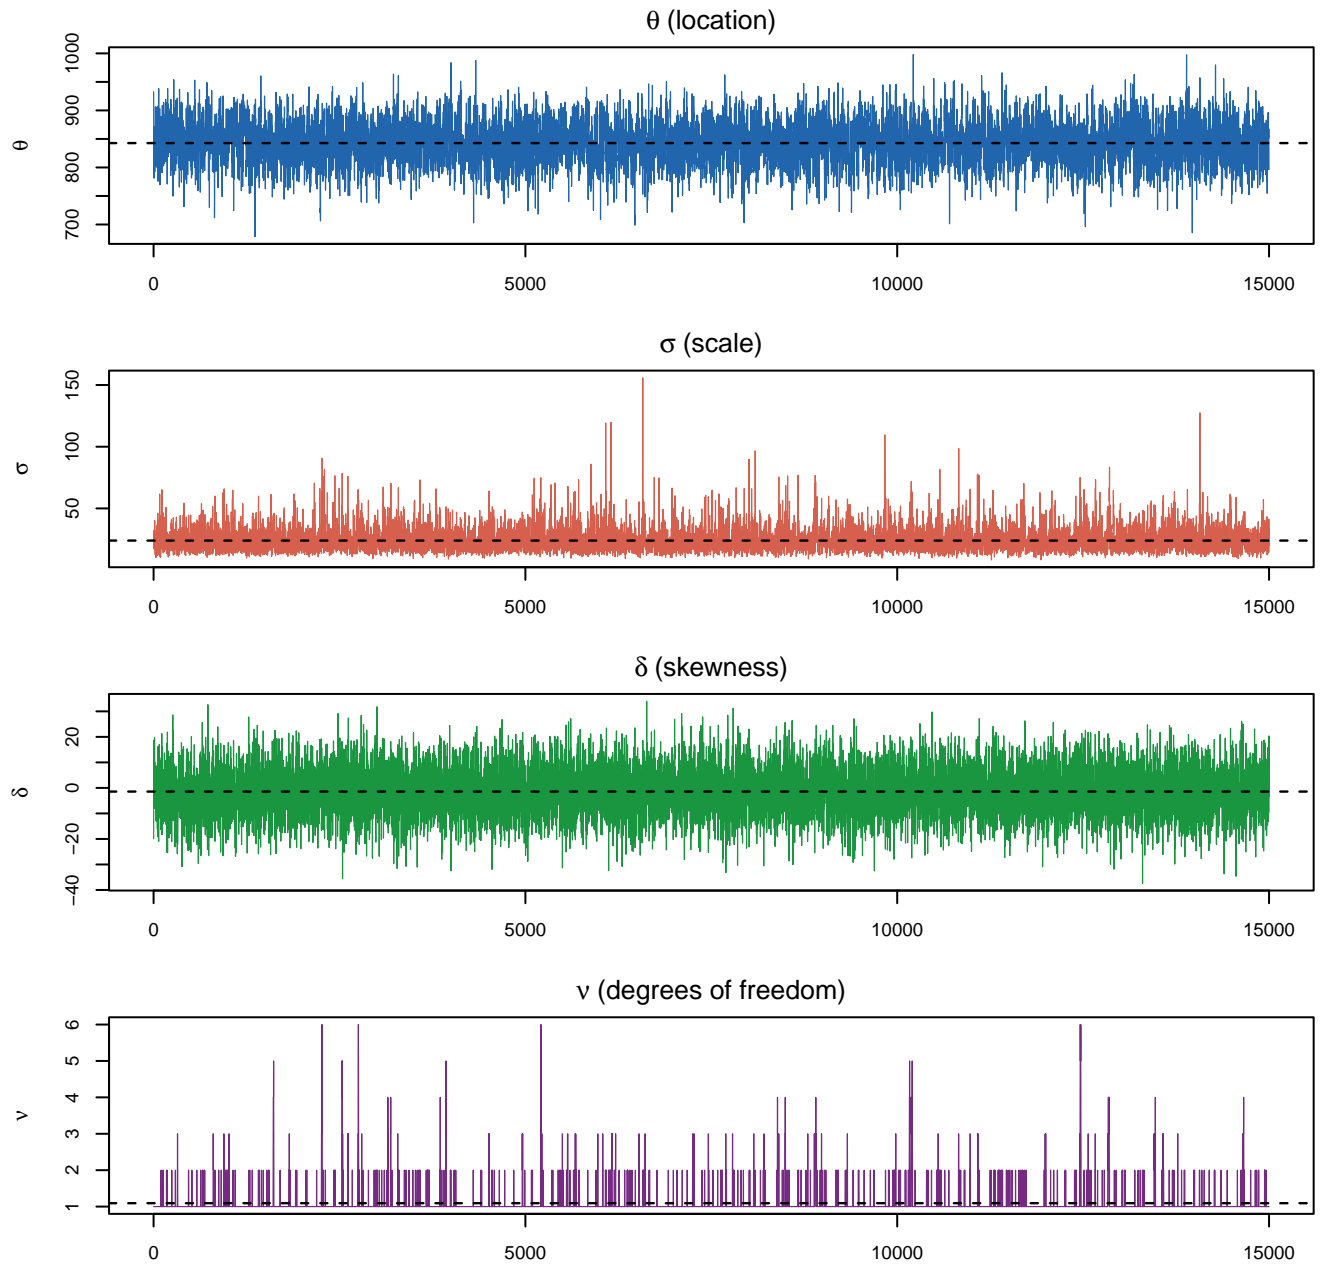 θ (location)
θ
1000
900
800
700
0 5000 10000 15000
σ (scale)
σ
150
100
50
0 5000 10000 15000
δ (skewness)
δ
20
0
−20
−40
0 5000 10000 15000
ν (degrees of freedom)
ν
6
5
4
3
2
1
0 5000 10000 15000